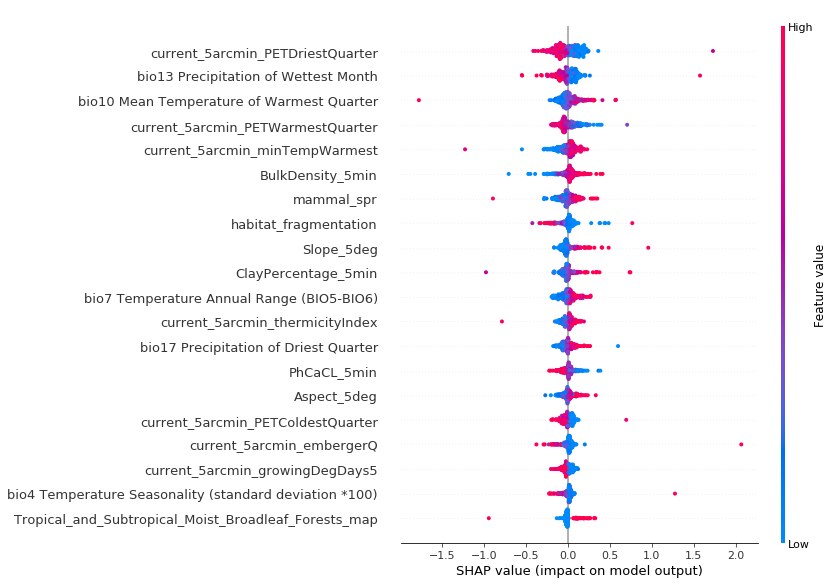 High
current_5arcmin_PETDriestQuarter
bio13 Precipitation of Wettest Month
bio10 Mean Temperature of Warmest Quarter
current_5arcmin_PETWarmestQuarter
current_5arcmin_minTempWarmest
BulkDensity_5min
mammal_spr
habitat_fragmentation
Slope_5deg
ClayPercentage_5min
bio7 Temperature Annual Range (BIO5-BIO6)
current_5arcmin_thermicityIndex
bio17 Precipitation of Driest Quarter
PhCaCL_5min
Aspect_5deg
current_5arcmin_PETColdestQuarter
current_5arcmin_embergerQ
current_5arcmin_growingDegDays5
bio4 Temperature Seasonality (standard deviation *100)
Tropical_and_Subtropical_Moist_Broadleaf_Forests_map
Feature value
Low
−1.5 −1.0 −0.5 0.0 0.5 1.0 1.5 2.0
SHAP value (impact on model output)